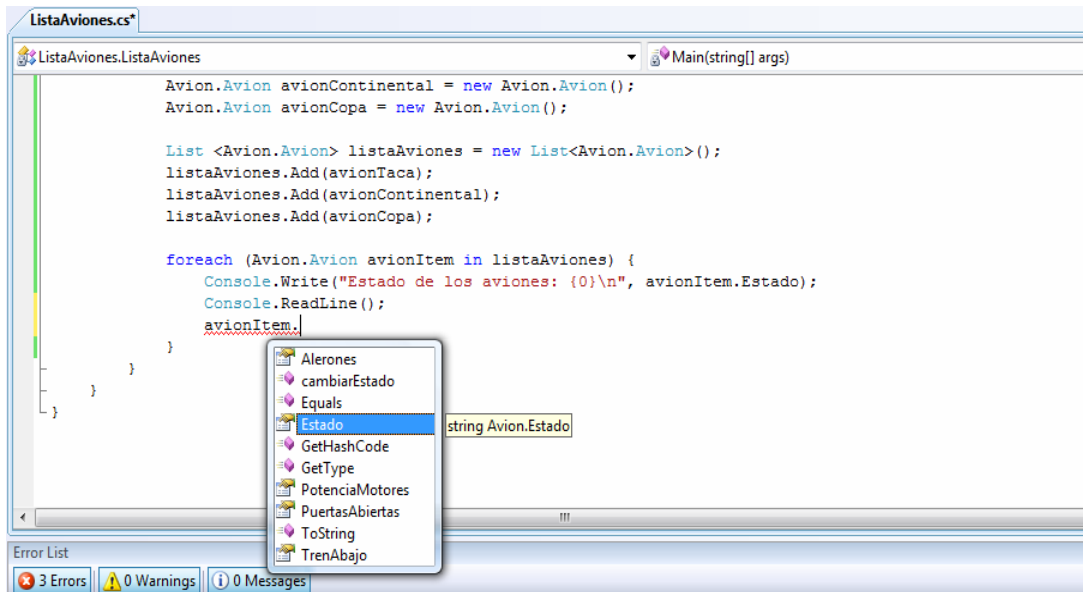 ListaAviones.cs*
ListaAviones.ListaAviones Main(string[] args)
Avion.Avion avionContinental = new Avion.Avion();
Avion.Avion avionCopa = new Avion.Avion();
List <Avion.Avion> listaAviones = new List<Avion.Avion>();
listaAviones.Add(avionTaca);
listaAviones.Add(avionContinental);
listaAviones.Add(avionCopa);
foreach (Avion.Avion avionItem in listaAviones) {
Console.Write("Estado de los aviones: {0}\n", avionItem.Estado);
Console.ReadLine();
avionItem.
}
}
}
}
Alerones
cambiarEstado
Equals
Estado string Avion.Estado
GetHashCode
GetType
PotenciaMotores
PuertasAbiertas
ToString
TrenAbajo
Error List
3 Errors 0 Warnings 0 Messages